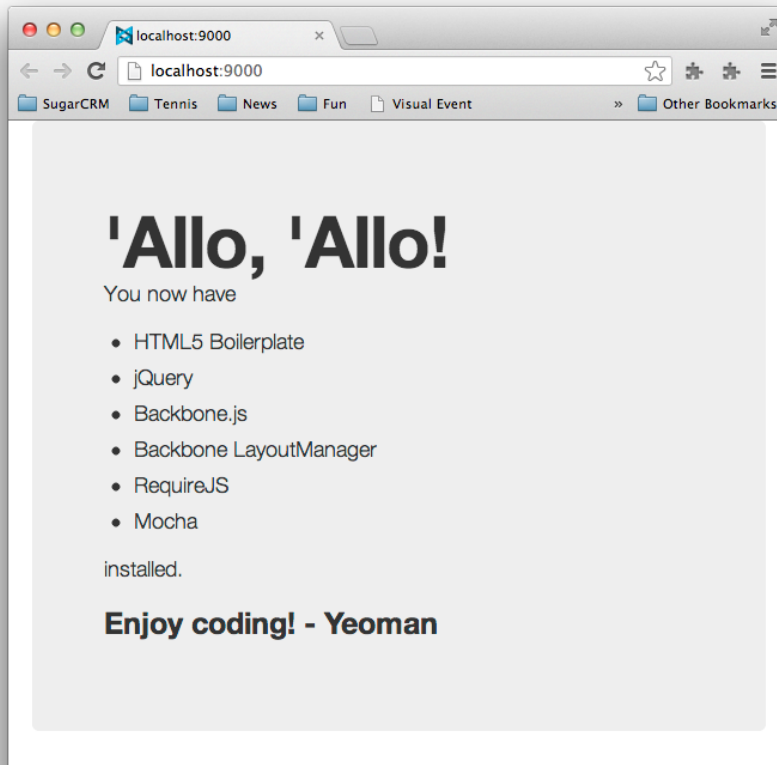 localhost:9000
localhost:9000
SugarCRM Tennis News Fun Visual Event » Other Bookmarks
'Allo, 'Allo!
You now have
• HTML5 Boilerplate
• jQuery
• Backbone.js
• Backbone LayoutManager
• RequireJS
• Mocha
installed.
Enjoy coding! - Yeoman